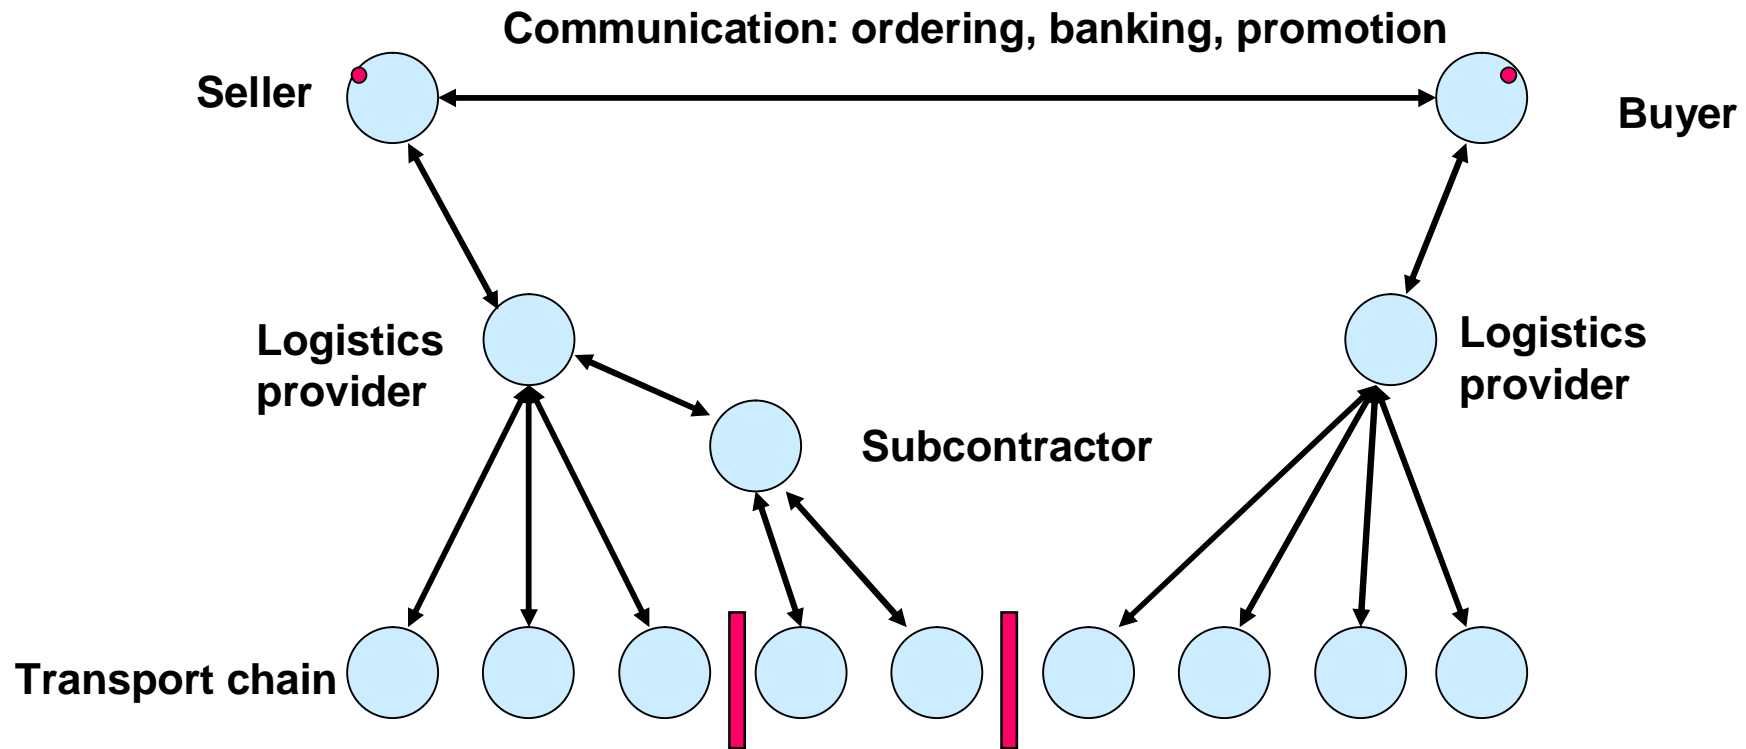 Communication: ordering, banking, promotion
Seller
Buyer
Logistics
provider
Logistics
provider
Subcontractor
Transport chain